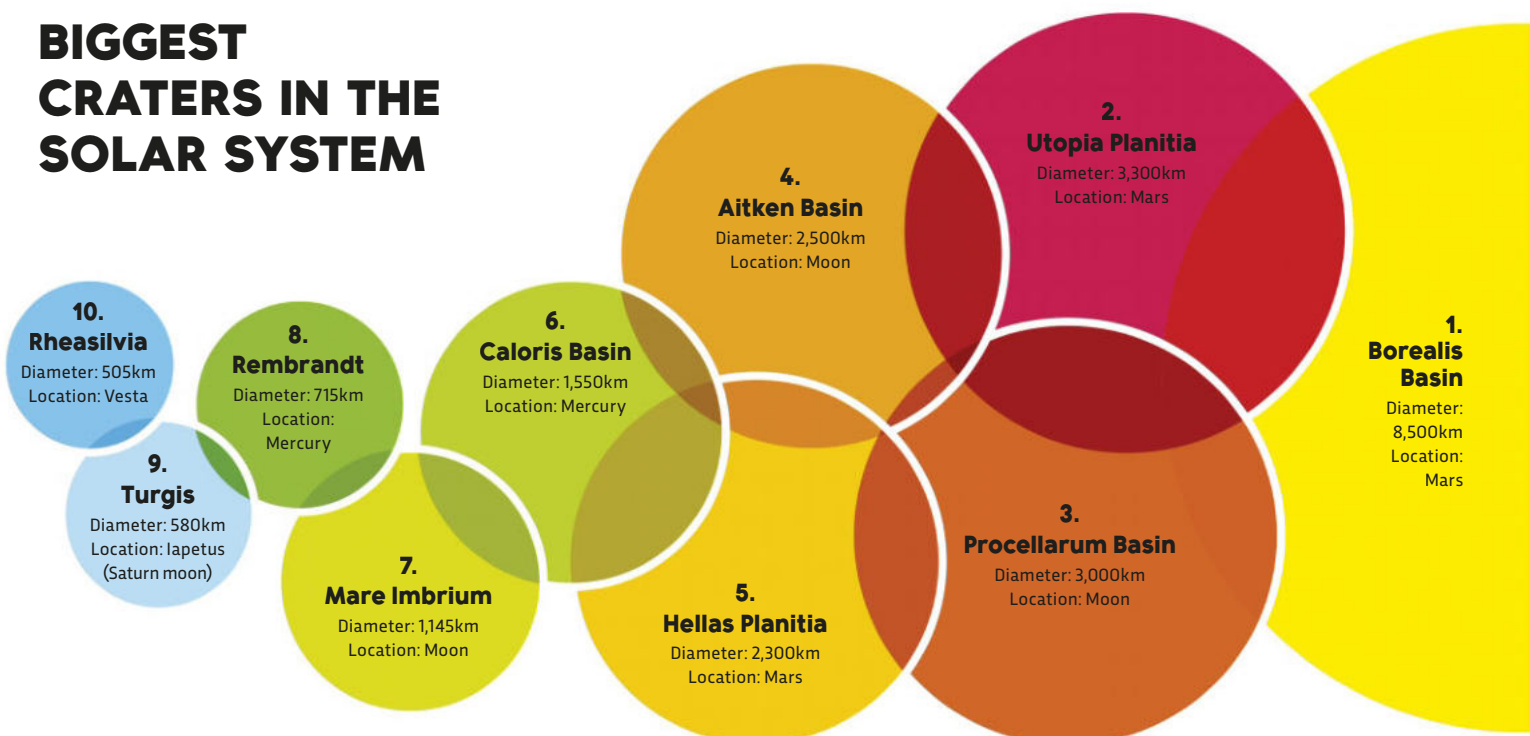 BIGGEST
CRATERS IN THE
SOLAR SYSTEM
10.
Rheasilvia
Diameter: 505km
Location: Vesta
9.
Turgis
Diameter: 580km
Location: Iapetus
(Saturn moon)
8.
Rembrandt
Diameter: 715km
Location:
Mercury
7.
Mare Imbrium
Diameter: 1,145km
Location: Moon
6.
Caloris Basin
Diameter: 1,550km
Location: Mercury
5.
Hellas Planitia
Diameter: 2,300km
Location: Mars
4.
Aitken Basin
Diameter: 2,500km
Location: Moon
3.
Procellarum Basin
Diameter: 3,000km
Location: Moon
2.
Utopia Planitia
Diameter: 3,300km
Location: Mars
1.
Borealis
Basin
Diameter:
8,500km
Location:
Mars